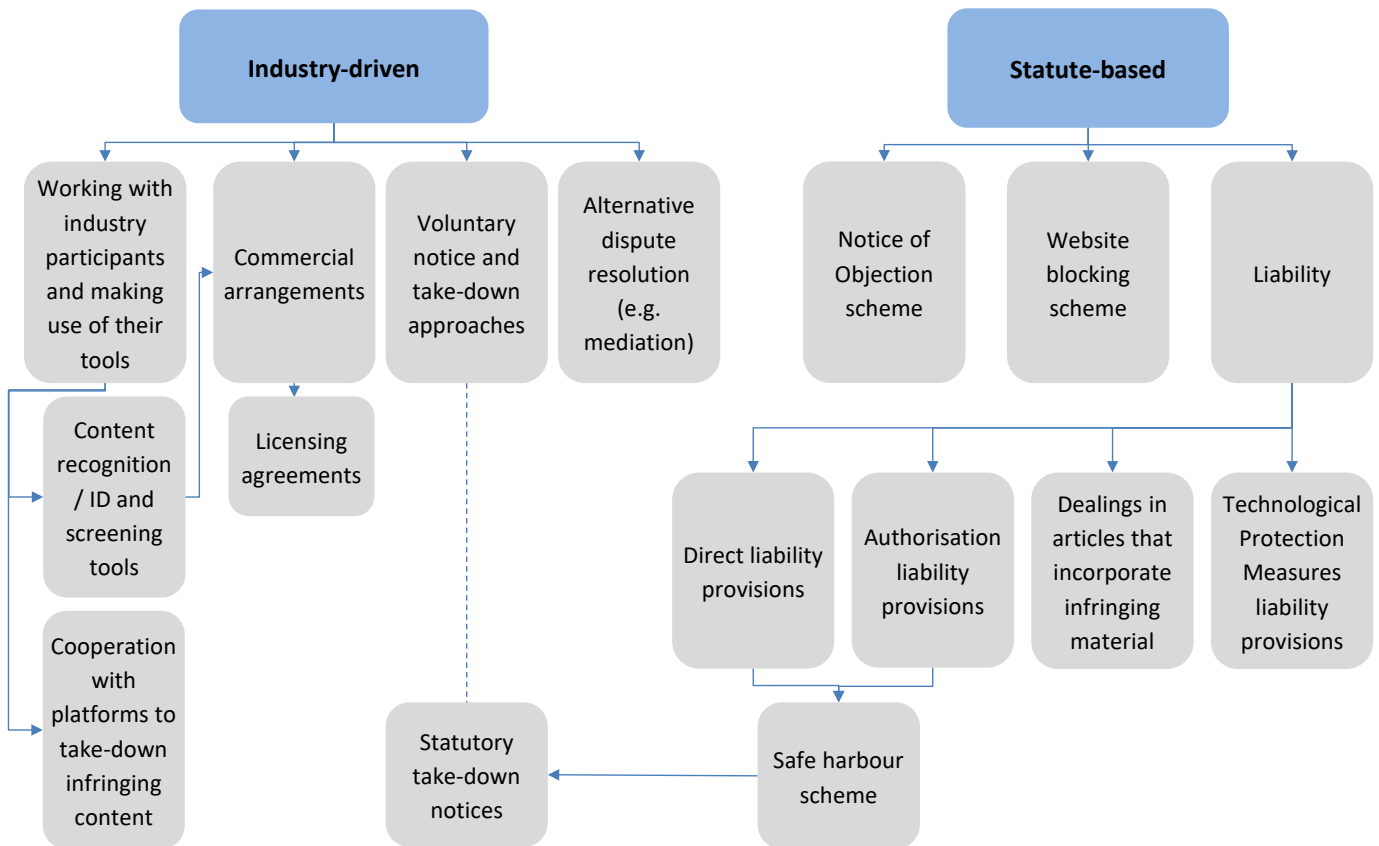 Industry-driven
Statute-based
Working with
industry
participants
and making
use of their
tools
Commercial
arrangements
Voluntary
notice and
take-down
approaches
Alternative
dispute
resolution
(e.g.
mediation)
Notice of
Objection
scheme
Website
blocking
scheme
Liability
Content
recognition
/ ID and
screening
tools
Licensing
agreements
Direct liability
provisions
Authorisation
liability
provisions
Dealings in
articles that
incorporate
infringing
material
Technological
Protection
Measures
liability
provisions
Cooperation
with
platforms to
take-down
infringing
content
Statutory
take-down
notices
Safe harbour
scheme